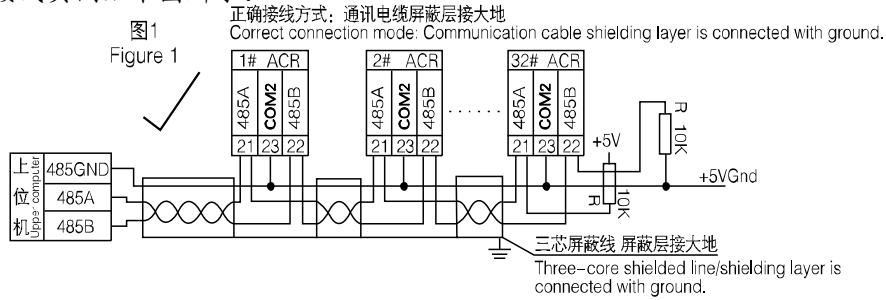 图1
Figure 1
正确接线方式：通讯电缆屏蔽层接大地
Correct connection mode: Communication cable shielding layer is connected with ground.
1# ACR
485A
COM2
485B
21 23 22
2# ACR
485A
COM2
485B
21 23 22
32# ACR
485A
COM2
485B
21 23 22
R
10K
+5V
R
10K
+5VGnd
上位机
Upper computer
485GND
485A
485B
三芯屏蔽线 屏蔽层接大地
Three-core shielded line/shielding layer is
connected with ground.